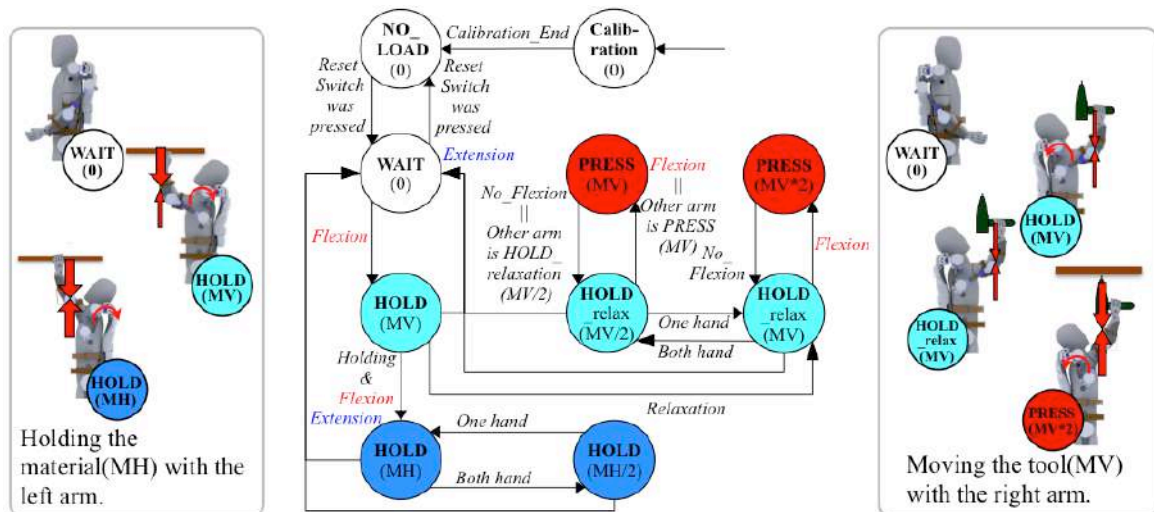 WAIT
(0)
HOLD
(MV)
HOLD
(MH)
Holding the
material(MH) with the
left arm.
NO_
LOAD
(0)
Calibration_End
Calib-
ration
(0)
Reset
Switch
was
pressed
Reset
Switch
was
pressed
WAIT
(0)
Extension
Flexion
PRESS
(MV)
Flexion
||
Other arm
is PRESS
(MV)
PRESS
(MV*2)
No_Flexion
||
Other arm
is HOLD_
relaxation
(MV/2)
No_
Flexion
Flexion
HOLD
(MV)
HOLD
_relax
(MV/2)
One hand
Both hand
HOLD
_relax
(MV)
Holding
&
Flexion
Extension
Relaxation
HOLD
(MH)
One hand
Both hand
HOLD
(MH/2)
WAIT
(0)
HOLD
(MV)
HOLD
_relax
(MV)
PRESS
(MV*2)
Moving the tool(MV)
with the right arm.